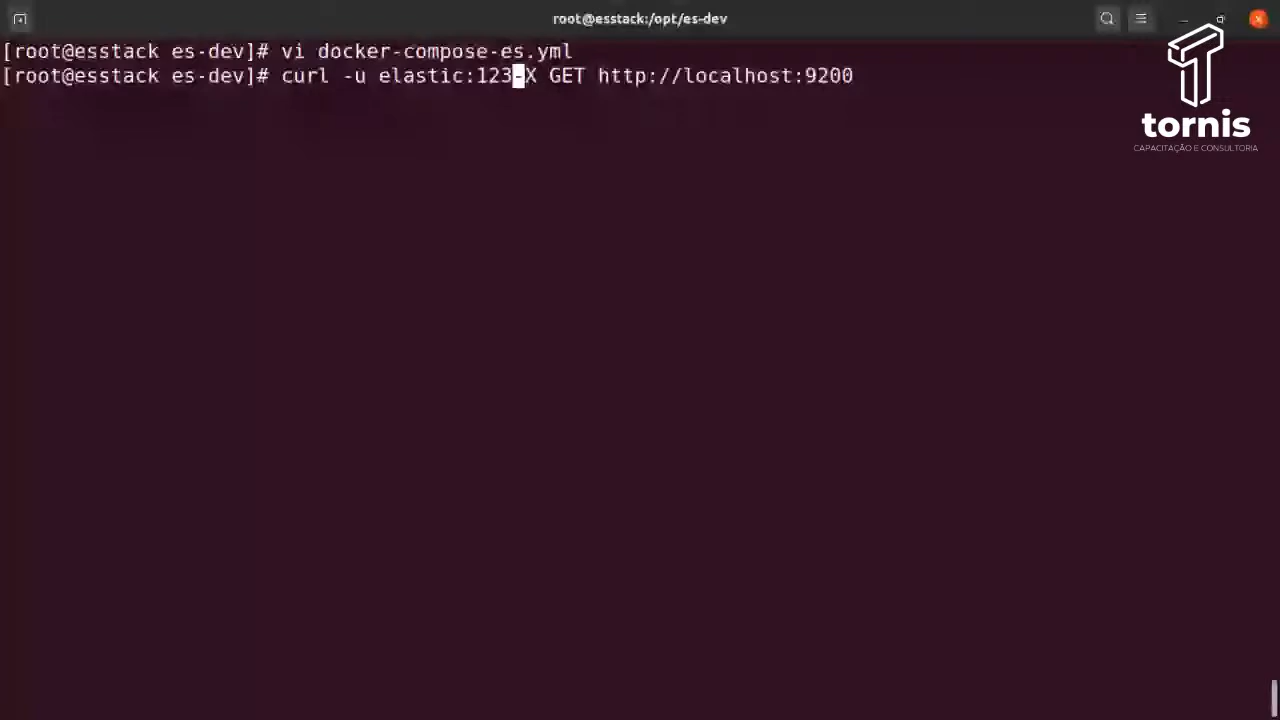 root@esstack:/opt/es-dev
[root@esstack es-dev]# vi docker-compose-es.yml
[root@esstack es-dev]# curl -u elastic:123-X GET http://localhost:9200
tornis
CAPACITAÇÃO E CONSULTORIA